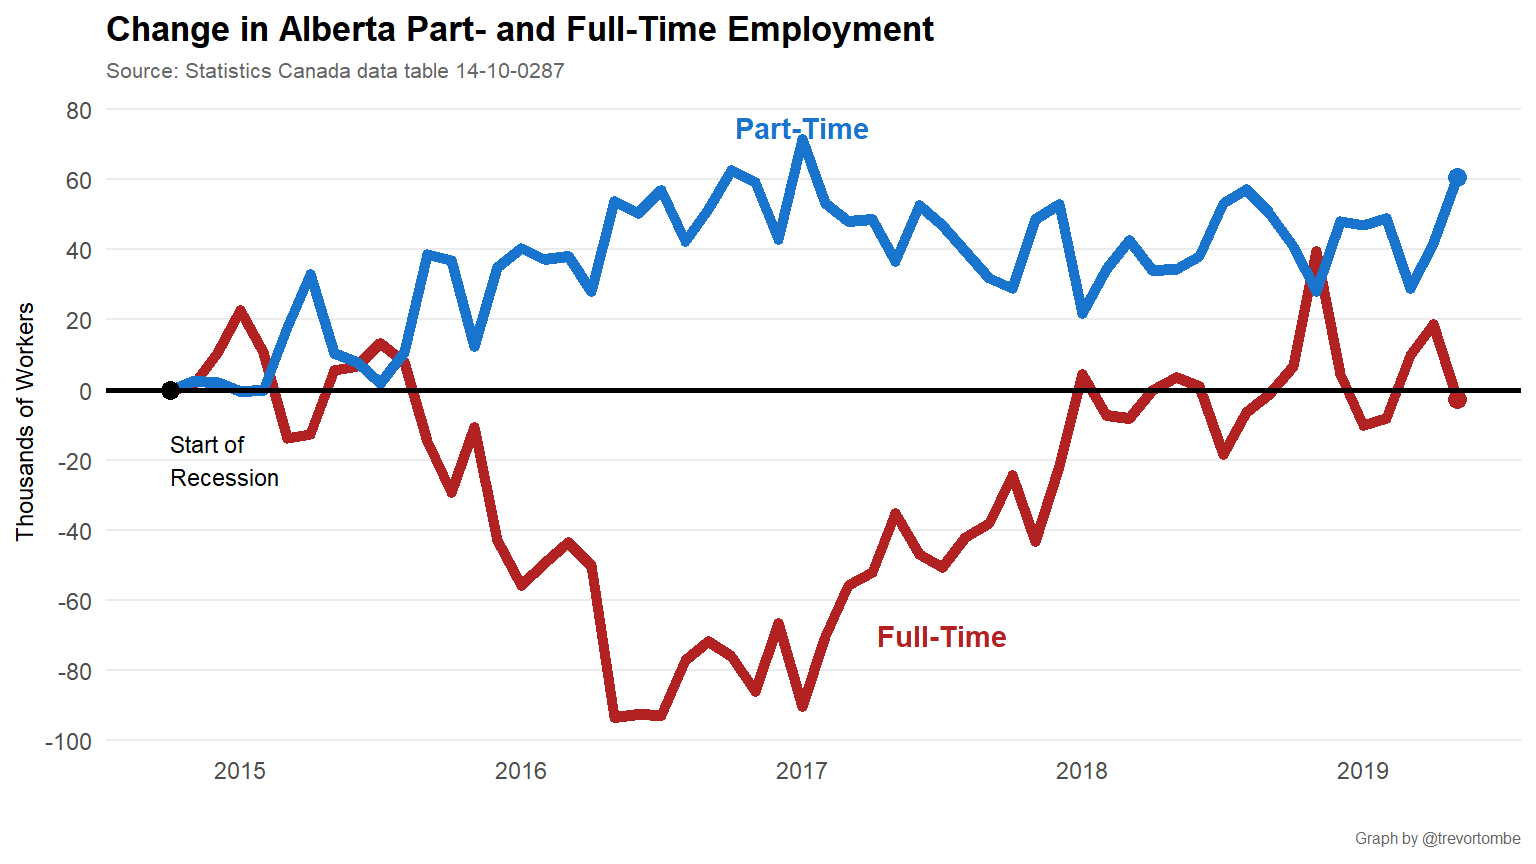 Change in Alberta Part- and Full-Time Employment
Source: Statistics Canada data table 14-10-0287
Thousands of Workers
80
60
40
20
0
-20
-40
-60
-80
-100
Part-Time
Start of
Recession
Full-Time
2015
2016
2017
2018
2019
Graph by @trevortombe